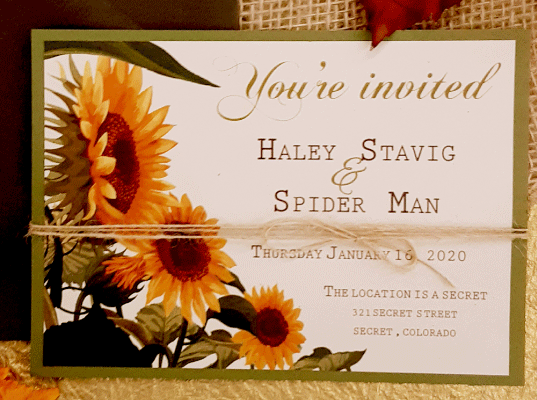 You're invited
Haley Stavig
&
Spider Man
Thursday January 16, 2020
The location is a secret
321 secret street
secret, colorado